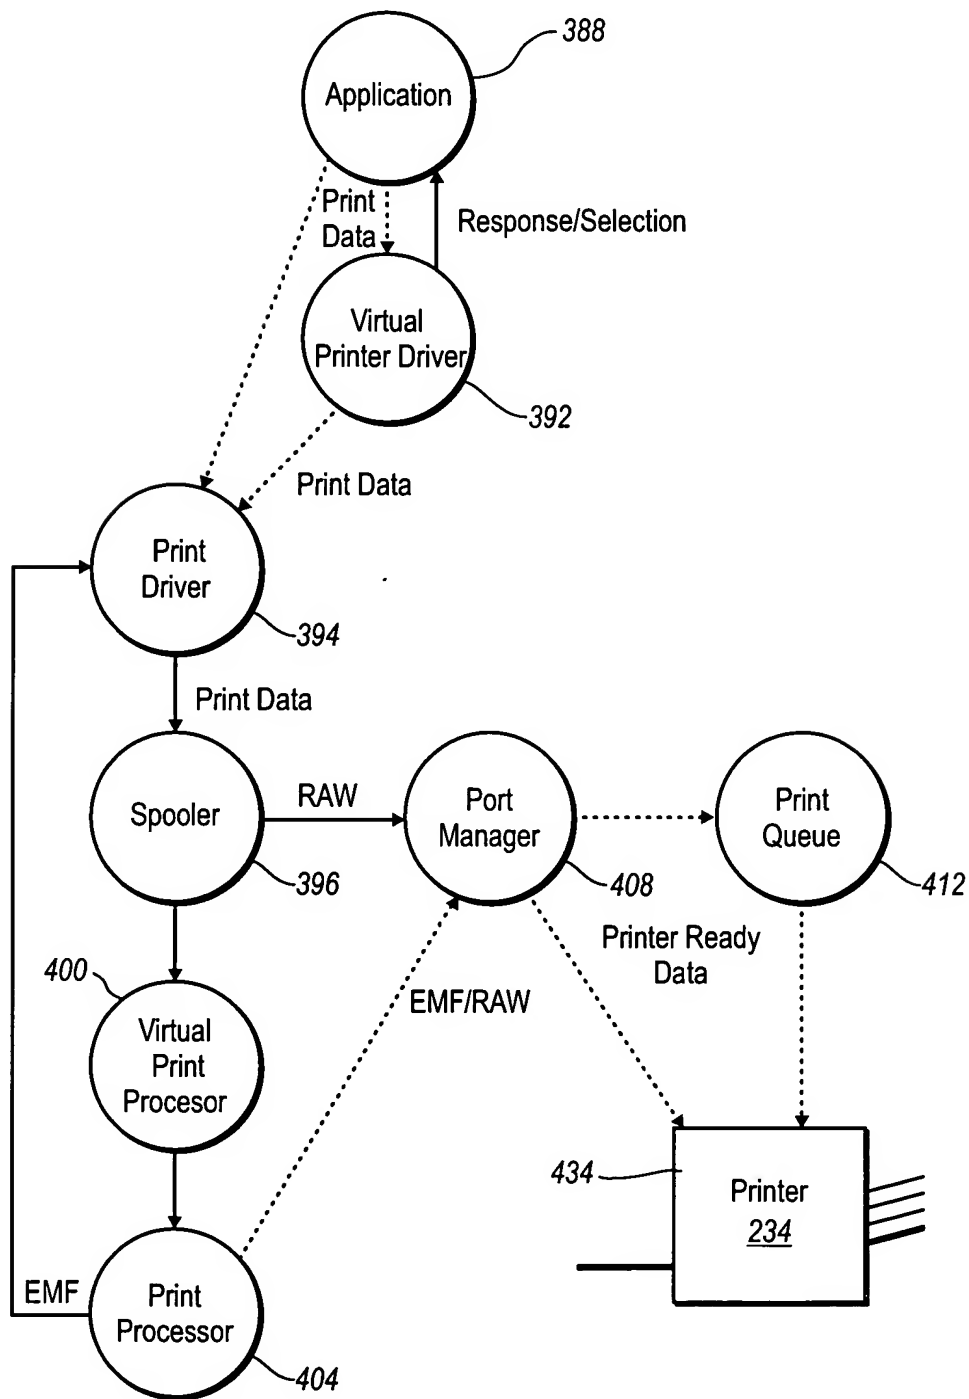 388
Application
Print
Data
Response/Selection
Virtual
Printer Driver
392
Print Data
Print
Driver
394
Print Data
Spooler
396
RAW
Port
Manager
408
Print
Queue
412
Printer Ready
Data
400
EMF/RAW
Virtual
Print
Procesor
434
Printer
234
EMF
Print
Processor
404